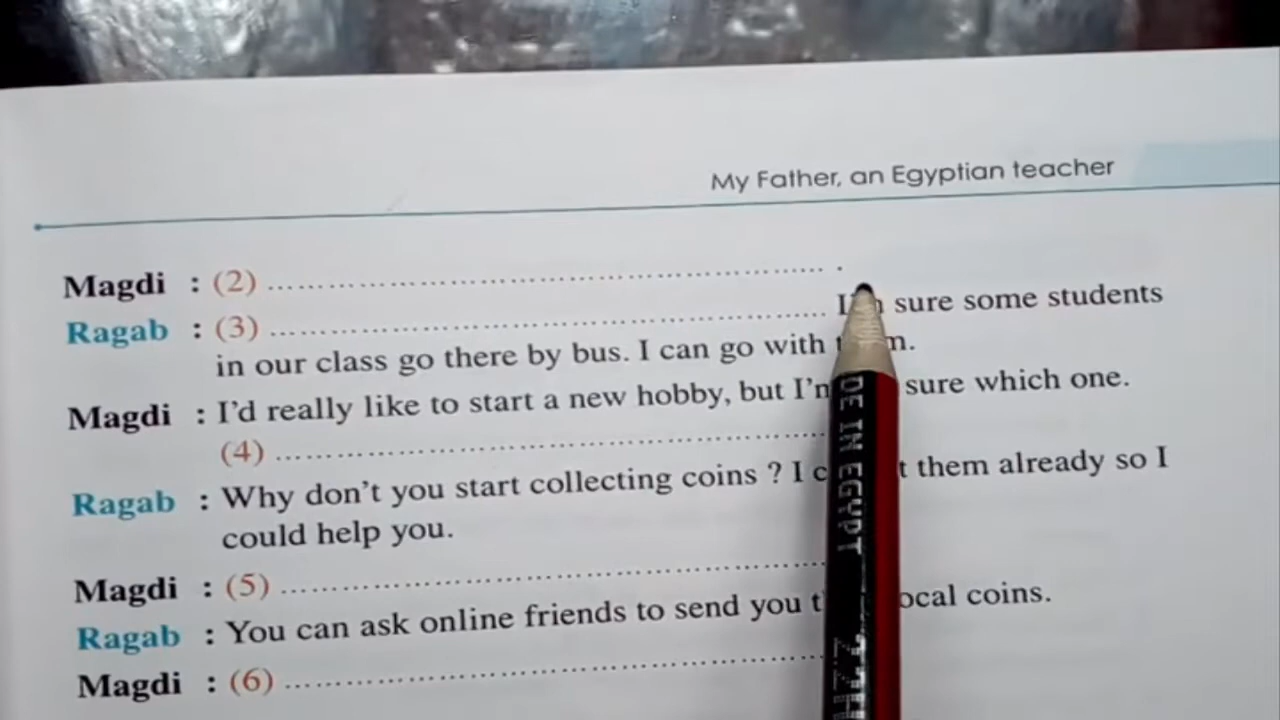 My Father, an Egyptian teacher
Magdi : (2) ............................................................ .
Ragab : (3) ............................................................ I'm sure some students
in our class go there by bus. I can go with
Magdi : I'd really like to start a new hobby, but I'm sure which one.
(4) ............................................................
Ragab : Why don't you start collecting coins ? I them already so I
could help you.
Magdi : (5) ............................................................
Ragab : You can ask online friends to send you local coins.
Magdi : (6) ............................................................
DE IN EGYPT